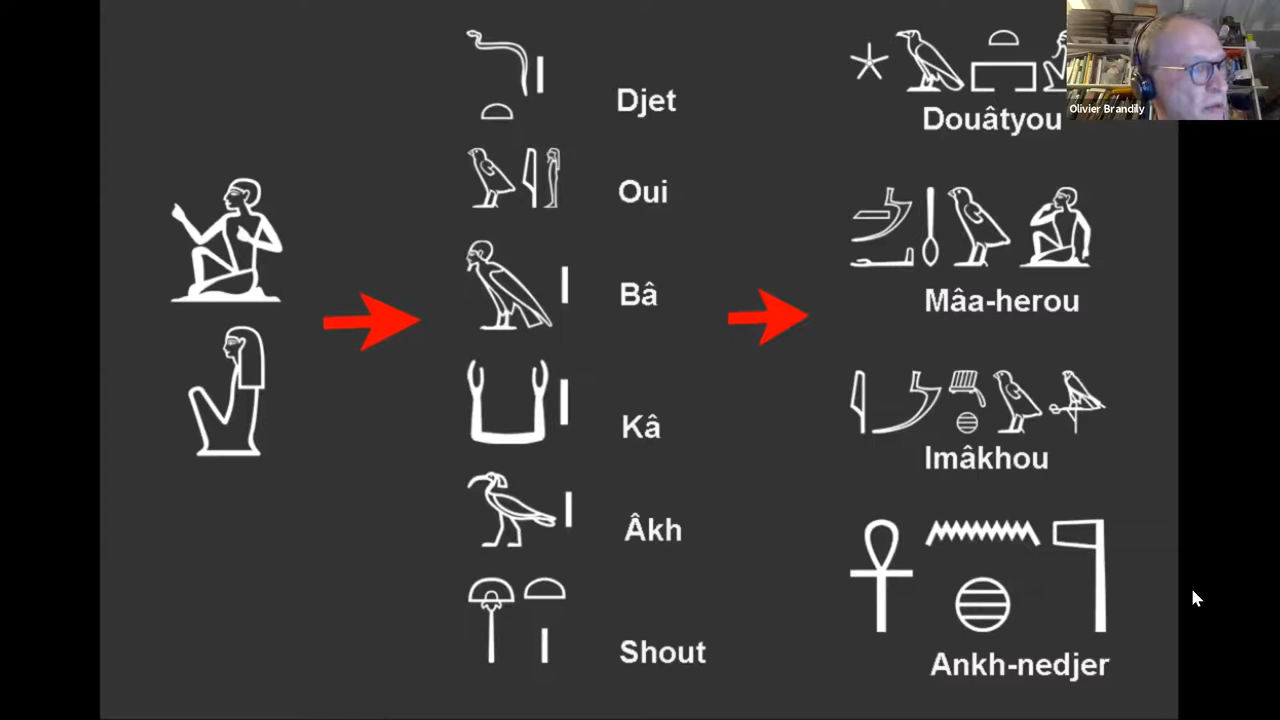 Djet
Oui
Bâ
Kâ
Âkh
Shout
Douâtyou
Mâa-herou
Imâkhou
Ankh-nedjer
Olivier Brandily